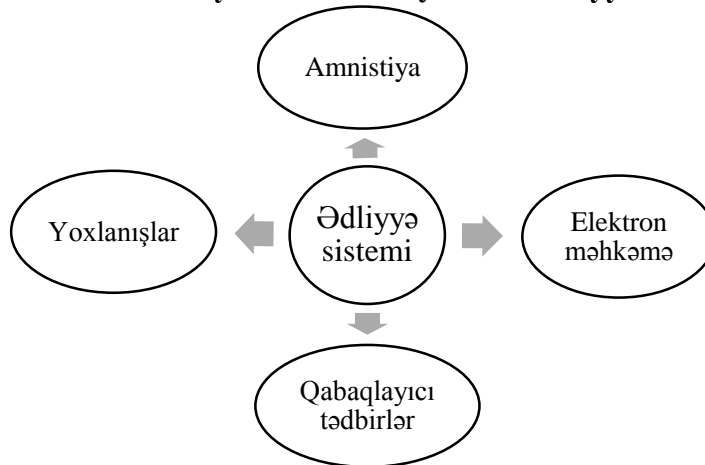 Amnistiya
Yoxlanışlar
Ədliyyə
sistemi
Elektron
məhkəmə
Qabaqlayıcı
tədbirlər